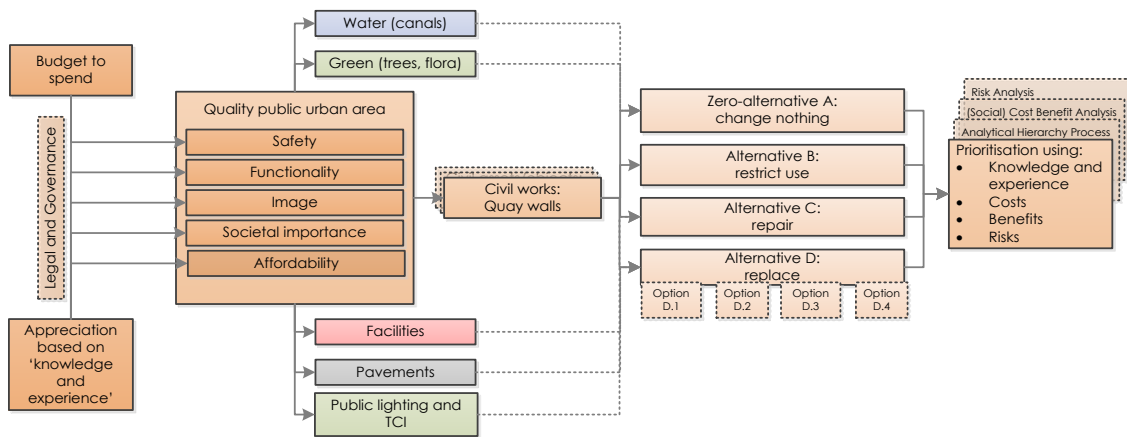 Budget to
spend
Legal and Governance
Appreciation
based on
‘knowledge
and
experience’
Quality public urban area
Safety
Functionality
Image
Societal importance
Affordability
Water (canals)
Green (trees, flora)
Civil works:
Quay walls
Facilities
Pavements
Public lighting and
TCI
Zero-alternative A:
change nothing
Alternative B:
restrict use
Alternative C:
repair
Alternative D:
replace
Option
D.1
Option
D.2
Option
D.3
Option
D.4
Risk Analysis
(Social) Cost Benefit Analysis
Analytical Hierarchy Process
Prioritisation using:
• Knowledge and
experience
• Costs
• Benefits
• Risks